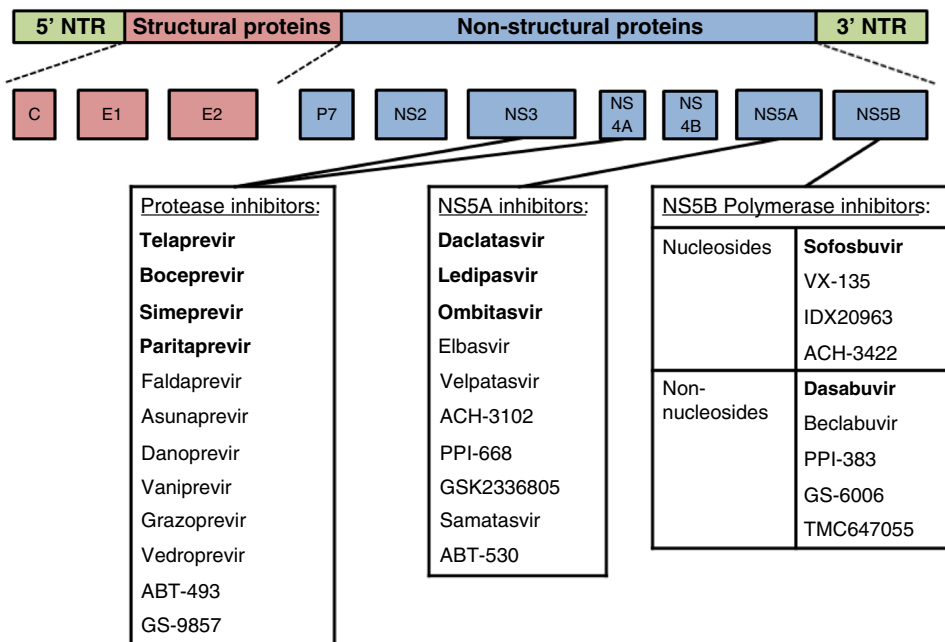 5’ NTR Structural proteins Non-structural proteins 3’ NTR
C E1 E2 P7 NS2 NS3 NS 4A NS 4B NS5A NS5B
Protease inhibitors:
Telaprevir
Boceprevir
Simeprevir
Paritaprevir
Faldaprevir
Asunaprevir
Danoprevir
Vaniprevir
Grazoprevir
Vedroprevir
ABT-493
GS-9857
NS5A inhibitors:
Daclatasvir
Ledipasvir
Ombitasvir
Elbasvir
Velpatasvir
ACH-3102
PPI-668
GSK2336805
Samatasvir
ABT-530
NS5B Polymerase inhibitors:
Nucleosides
Sofosbuvir
VX-135
IDX20963
ACH-3422
Non-
nucleosides
Dasabuvir
Beclabuvir
PPI-383
GS-6006
TMC647055